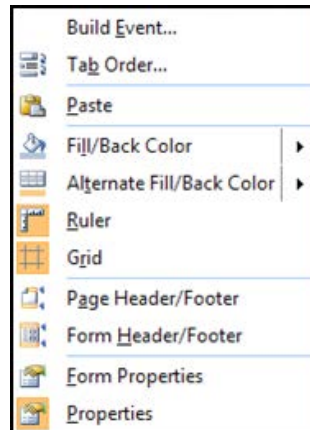 Build Event...
Tab Order...
Paste
Fill/Back Color
Alternate Fill/Back Color
Ruler
Grid
Page Header/Footer
Form Header/Footer
Form Properties
Properties